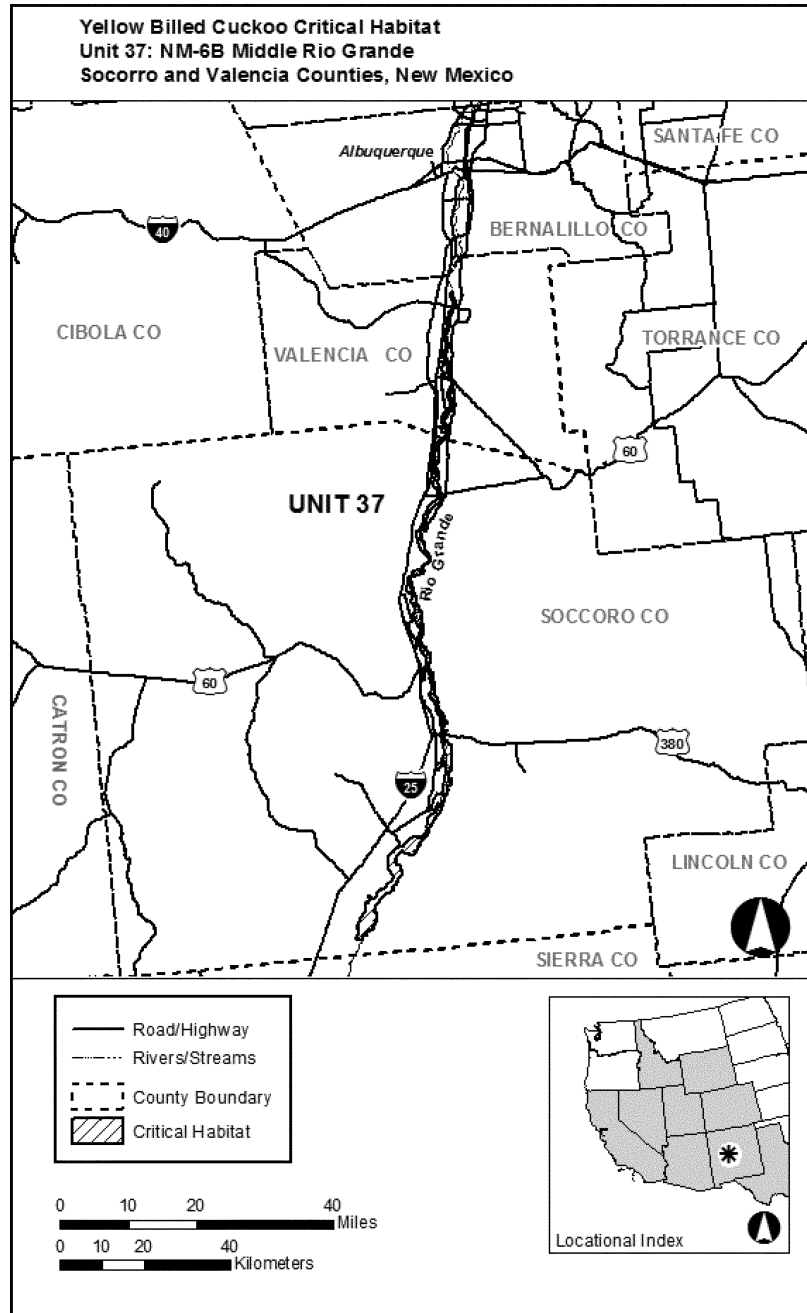 Yellow Billed Cuckoo Critical Habitat
Unit 37: NM-6B Middle Rio Grande
Socorro and Valencia Counties, New Mexico
SANTA FE CO
Albuquerque
40
BERNALILLO CO
CIBOLA CO
VALENCIA CO
TORRANCE CO
60
UNIT 37
Rio Grande
SOCCORO CO
60
CATRON CO
380
25
LINCOLN CO
SIERRA CO
Road/Highway
Rivers/Streams
County Boundary
Critical Habitat
0 10 20 40
Miles
0 10 20 40
Kilometers
Locational Index